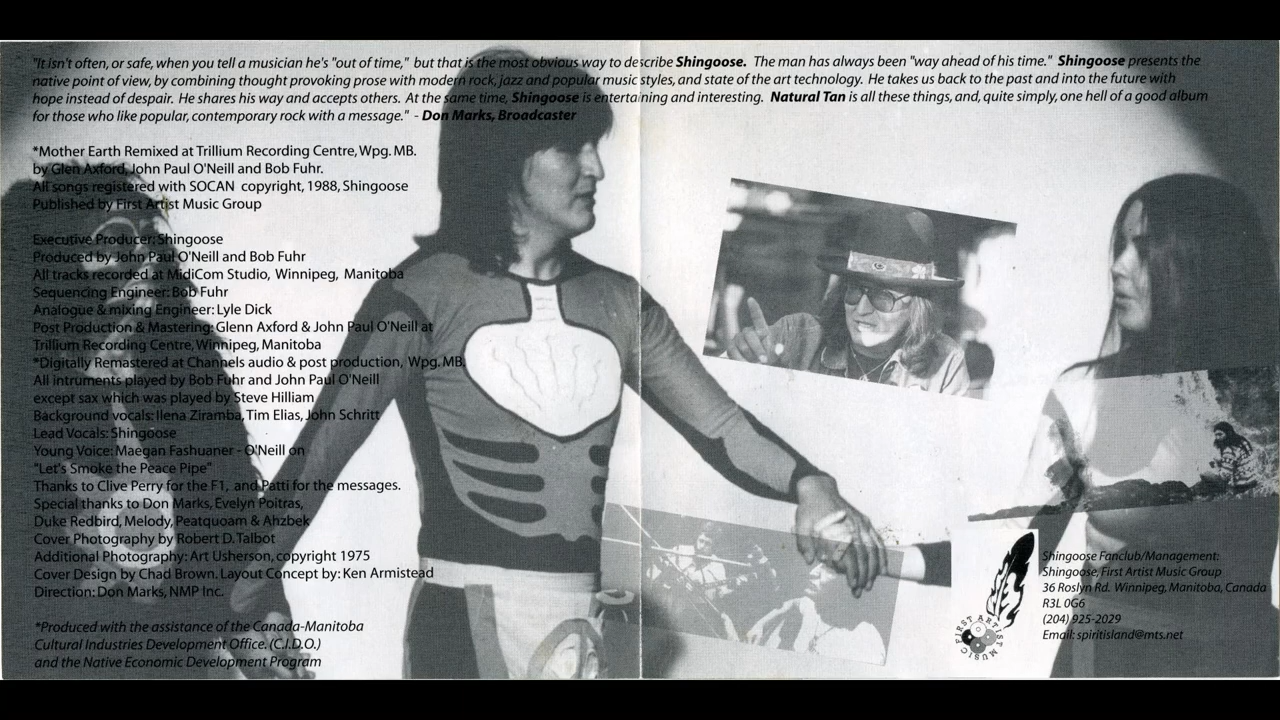 "It isn't often, or safe, when you tell a musician he's "out of time," but that is the most obvious way to describe Shingoose. The man has always been "way ahead of his time." Shingoose presents the
native point of view, by combining thought provoking prose with modern rock, jazz and popular music styles, and state of the art technology. He takes us back to the past and into the future with
hope instead of despair. He shares his way and accepts others. At the same time, Shingoose is entertaining and interesting. Natural Tan is all these things, and, quite simply, one hell of a good album
for those who like popular, contemporary rock with a message." - Don Marks, Broadcaster
*Mother Earth Remixed at Trillium Recording Centre, Wpg. MB.
by Glen Axford, John Paul O'Neill and Bob Fuhr.
All songs registered with SOCAN copyright, 1988, Shingoose
Published by First Artist Music Group
Executive Producer: Shingoose
Produced by John Paul O'Neill and Bob Fuhr
All tracks recorded at MidiCom Studio, Winnipeg, Manitoba
Sequencing Engineer: Bob Fuhr
Analogue & mixing Engineer: Lyle Dick
Post Production & Mastering: Glenn Axford & John Paul O'Neill at
Trillium Recording Centre, Winnipeg, Manitoba
*Digitally Remastered at Channels audio & post production, Wpg. MB.
All intruments played by Bob Fuhr and John Paul O'Neill
except sax which was played by Steve Hilliam
Background vocals: Ilena Ziramba, Tim Elias, John Schritt
Lead Vocals: Shingoose
Young Voice: Maegan Fashuaner - O'Neill on
"Let's Smoke the Peace Pipe"
Thanks to Clive Perry for the F1, and Patti for the messages.
Special thanks to Don Marks, Evelyn Poitras,
Duke Redbird, Melody, Peatquoam & Ahzbek
Cover Photography by Robert D. Talbot
Additional Photography: Art Usherson, copyright 1975
Cover Design by Chad Brown. Layout Concept by: Ken Armistead
Direction: Don Marks, NMP Inc.
*Produced with the assistance of the Canada-Manitoba
Cultural Industries Development Office. (C.I.D.O.)
and the Native Economic Development Program
FIRST ARTIST MUSIC
Shingoose Fanclub/Management:
Shingoose, First Artist Music Group
36 Roslyn Rd. Winnipeg, Manitoba, Canada
R3L 0G6
(204) 925-2029
Email: spiritisland@mts.net